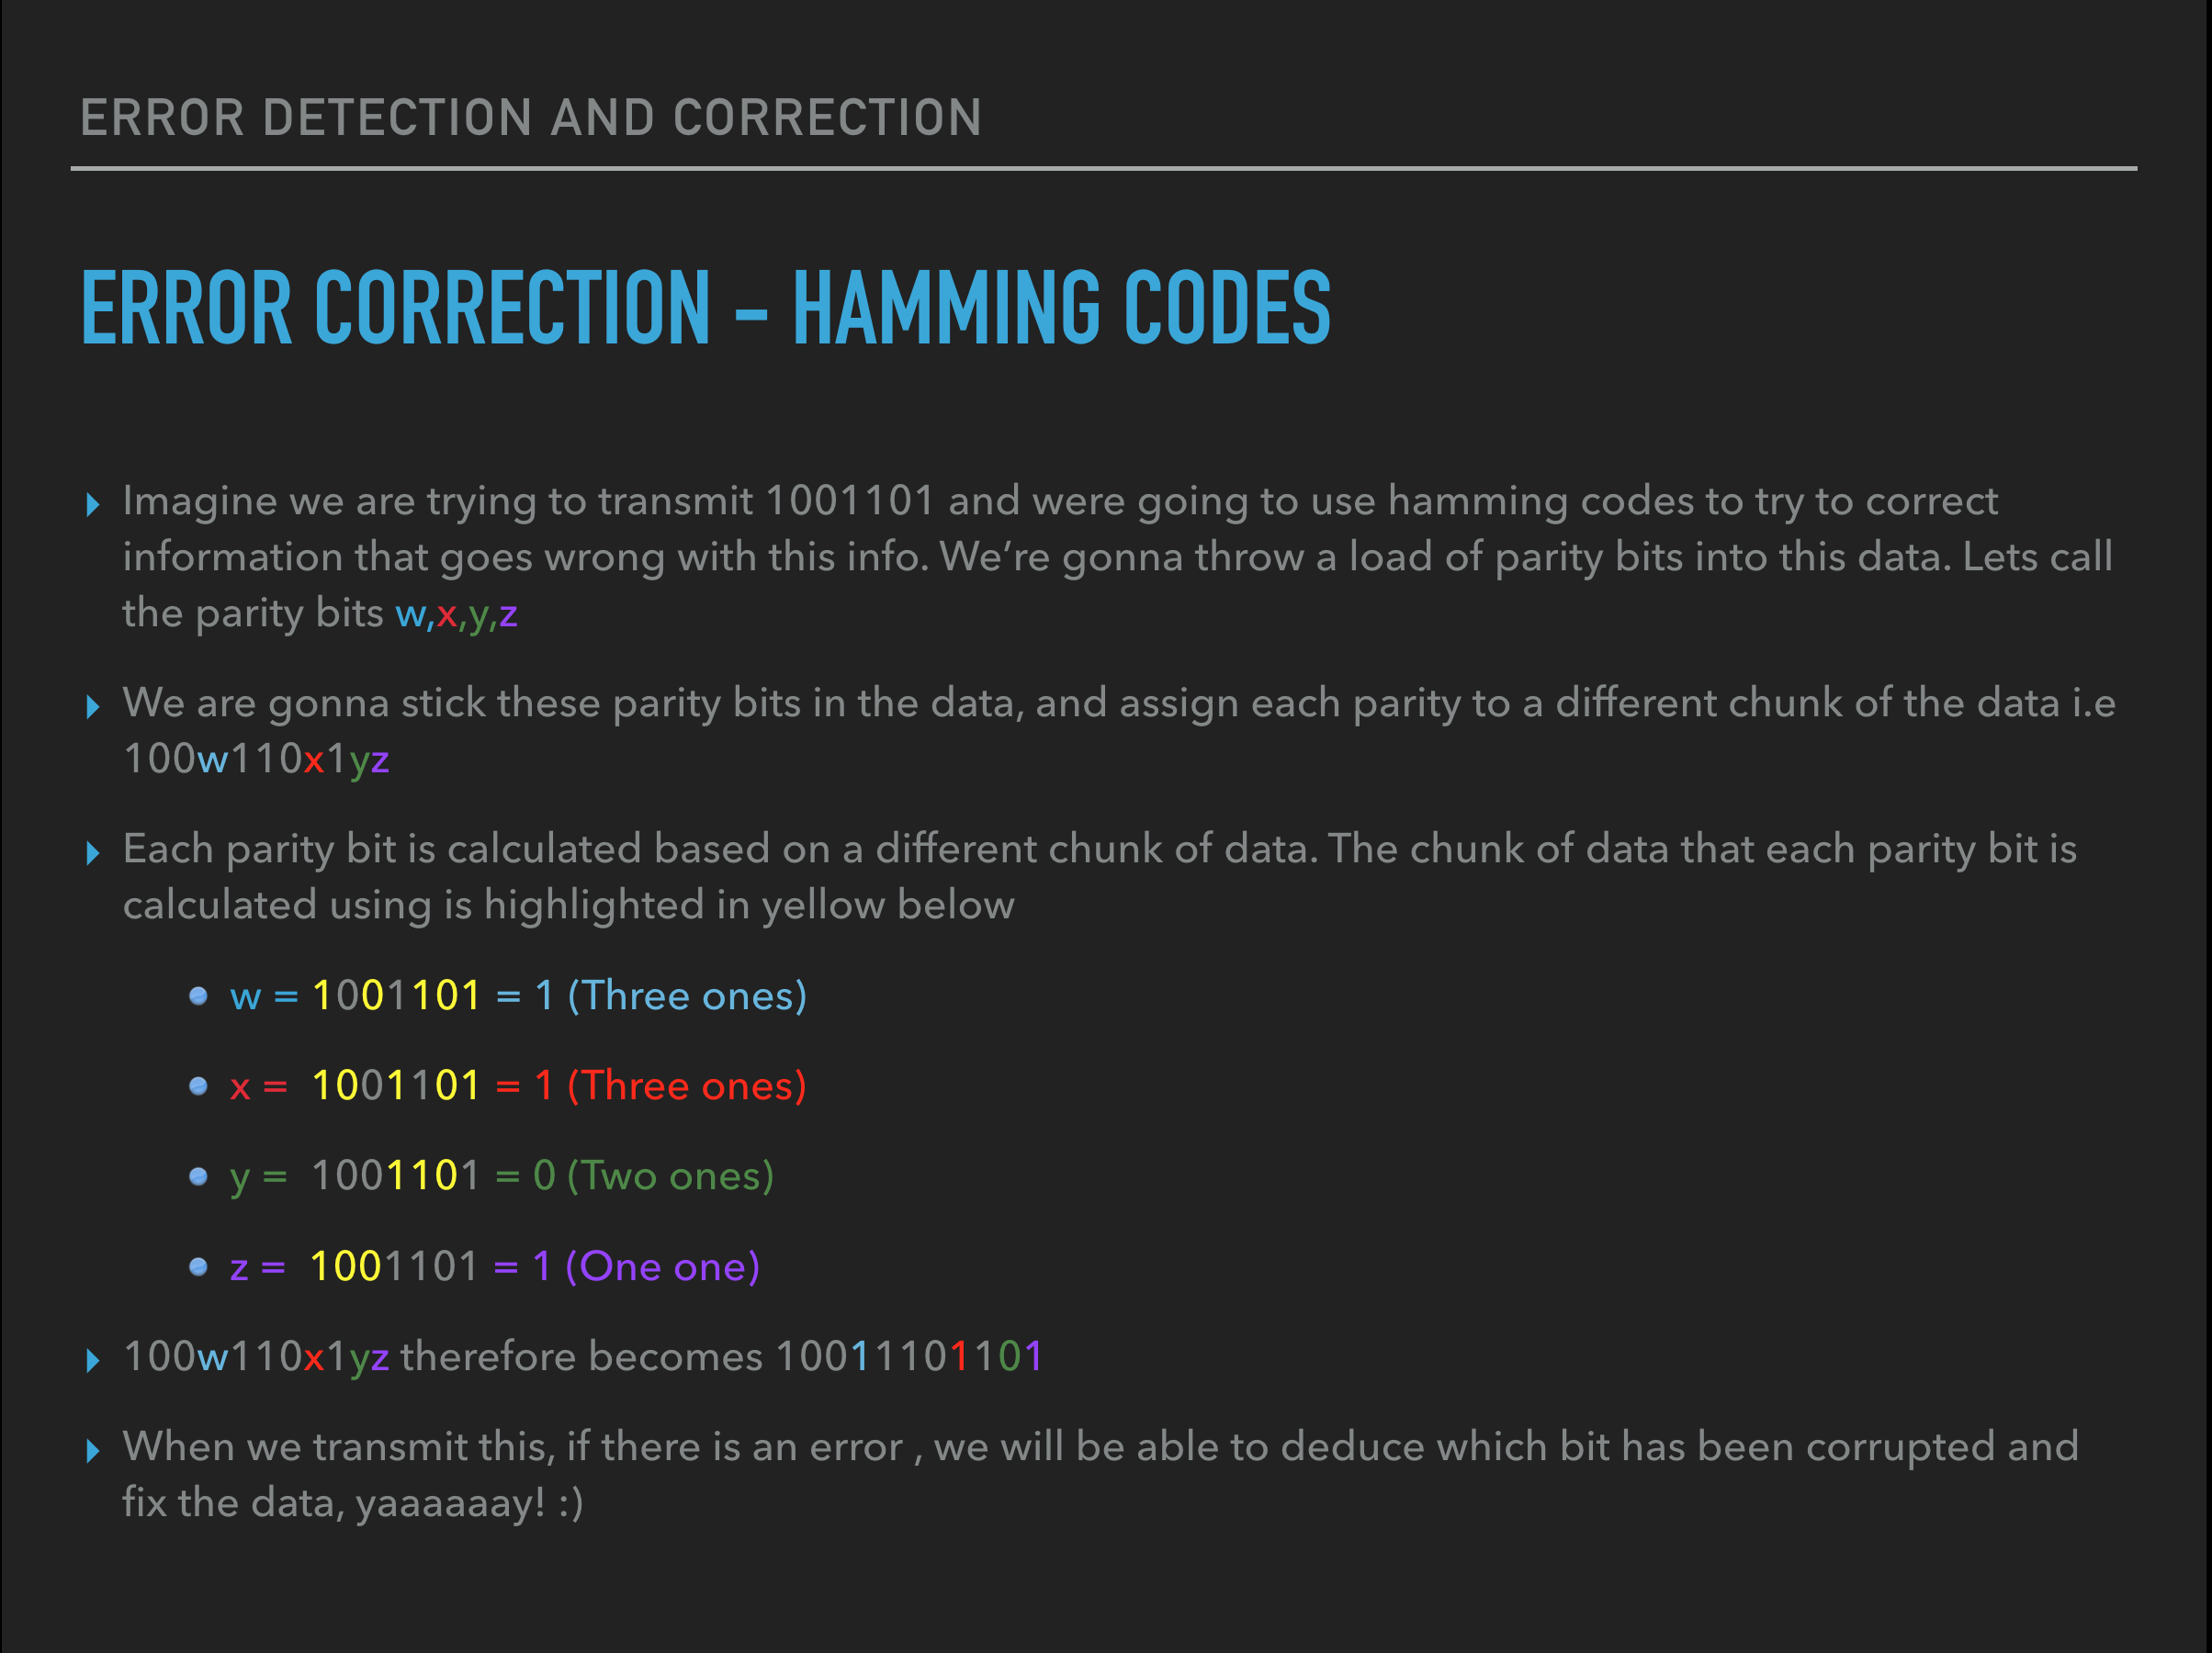 ERROR DETECTION AND CORRECTION
ERROR CORRECTION – HAMMING CODES
Imagine we are trying to transmit 1001101 and were going to use hamming codes to try to correct
information that goes wrong with this info. We’re gonna throw a load of parity bits into this data. Lets call
the parity bits w,x,y,z
We are gonna stick these parity bits in the data, and assign each parity to a different chunk of the data i.e
100w110x1yz
Each parity bit is calculated based on a different chunk of data. The chunk of data that each parity bit is
calculated using is highlighted in yellow below
w = 1001101 = 1 (Three ones)
x = 1001101 = 1 (Three ones)
y = 1001101 = 0 (Two ones)
z = 1001101 = 1 (One one)
100w110x1yz therefore becomes 10011101101
When we transmit this, if there is an error , we will be able to deduce which bit has been corrupted and
fix the data, yaaaaaay! :)